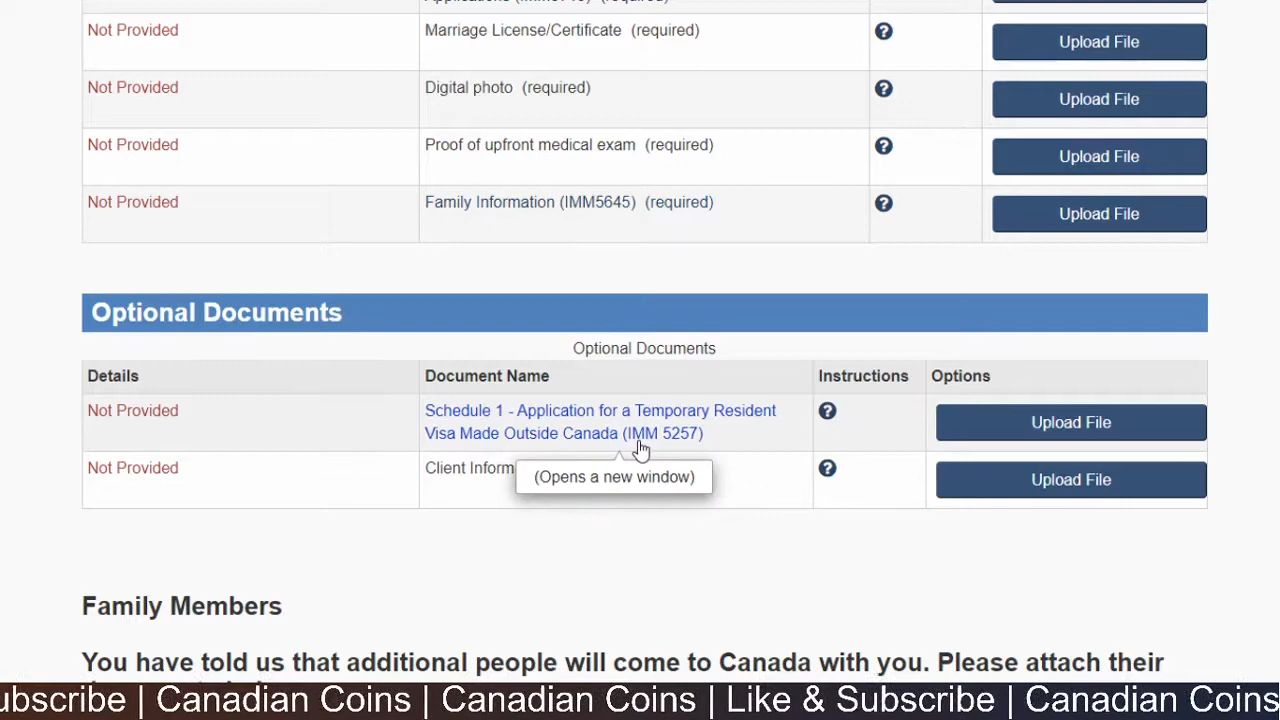 Applications (IMM5713) (required)
Not Provided
Marriage License/Certificate (required)
?
Upload File
Not Provided
Digital photo (required)
?
Upload File
Not Provided
Proof of upfront medical exam (required)
?
Upload File
Not Provided
Family Information (IMM5645) (required)
?
Upload File
Optional Documents
Optional Documents
Details
Document Name
Instructions
Options
Not Provided
Schedule 1 - Application for a Temporary Resident
Visa Made Outside Canada (IMM 5257)
?
Upload File
Not Provided
Client Inform
(Opens a new window)
?
Upload File
Family Members
You have told us that additional people will come to Canada with you. Please attach their
ubscribe | Canadian Coins | Canadian Coins | Like & Subscribe | Canadian Coins